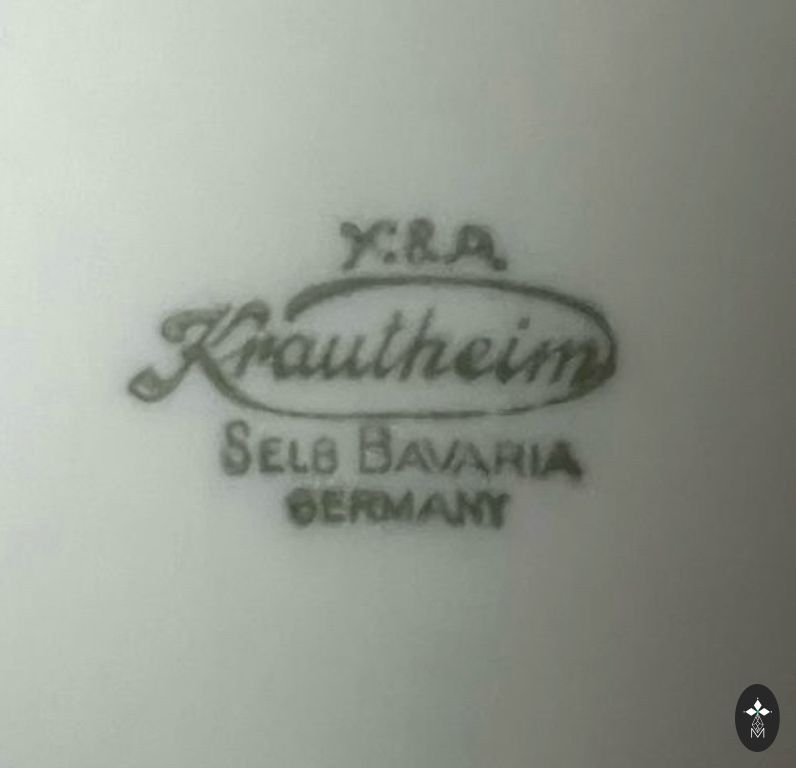 K.&A.
Krautheim
SELB BAVARIA
GERMANY